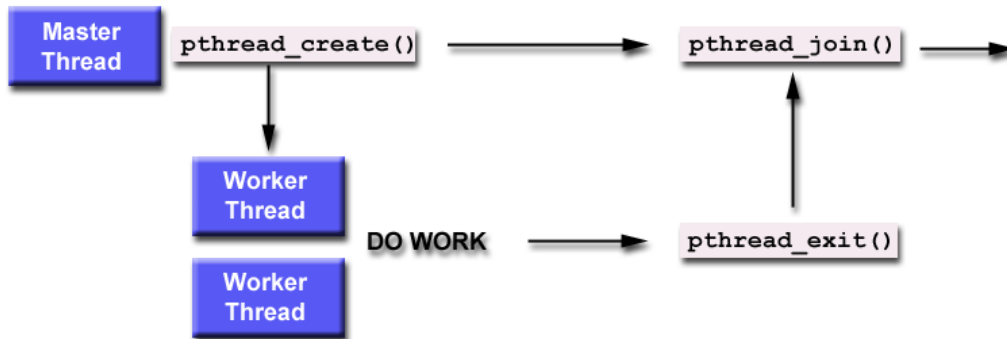 Master
Thread
pthread_create()
pthread_join()
Worker
Thread
DO WORK
pthread_exit()
Worker
Thread